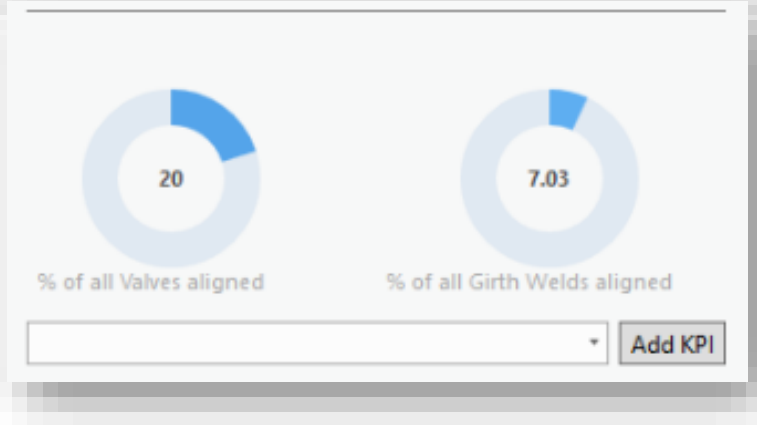 20
7.03
% of all Valves aligned
% of all Girth Welds aligned
Add KPI